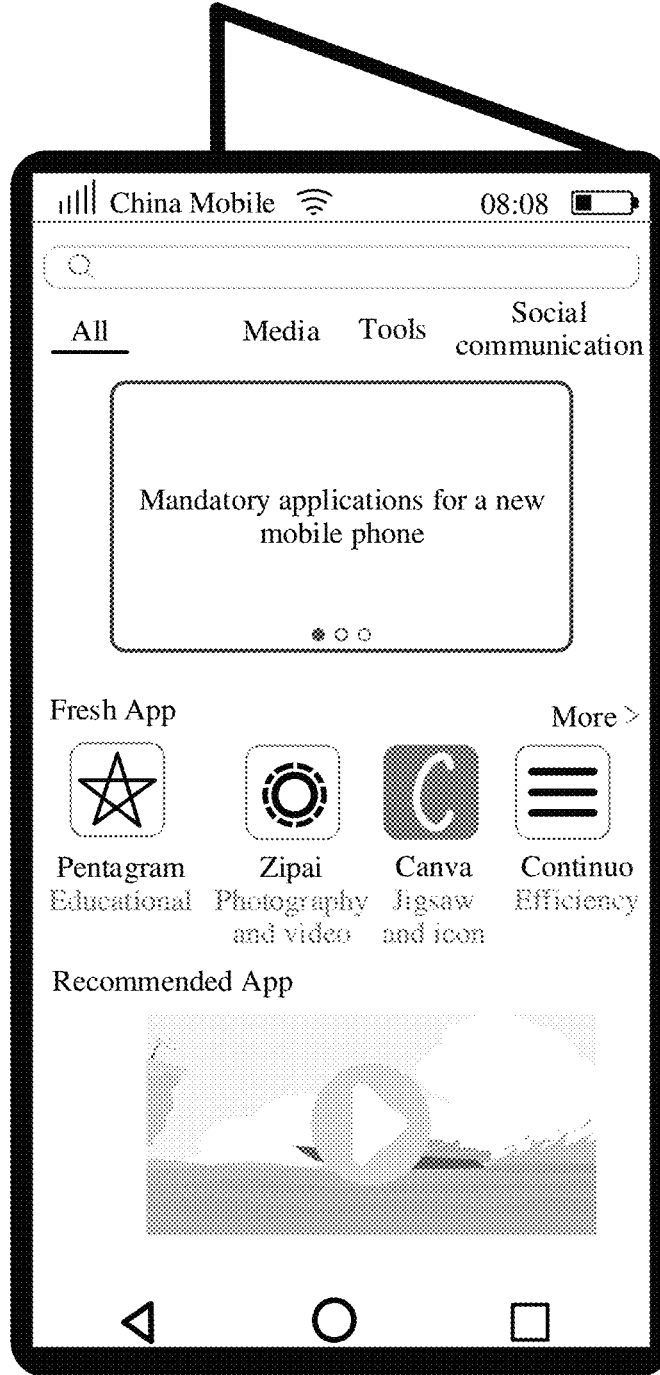 China Mobile 08:08
All Media Tools Social communication
Mandatory applications for a new
mobile phone
Fresh App More >
Pentagram Zipai Canva Continuo
Educational Photography and video Jigsaw and icon Efficiency
Recommended App